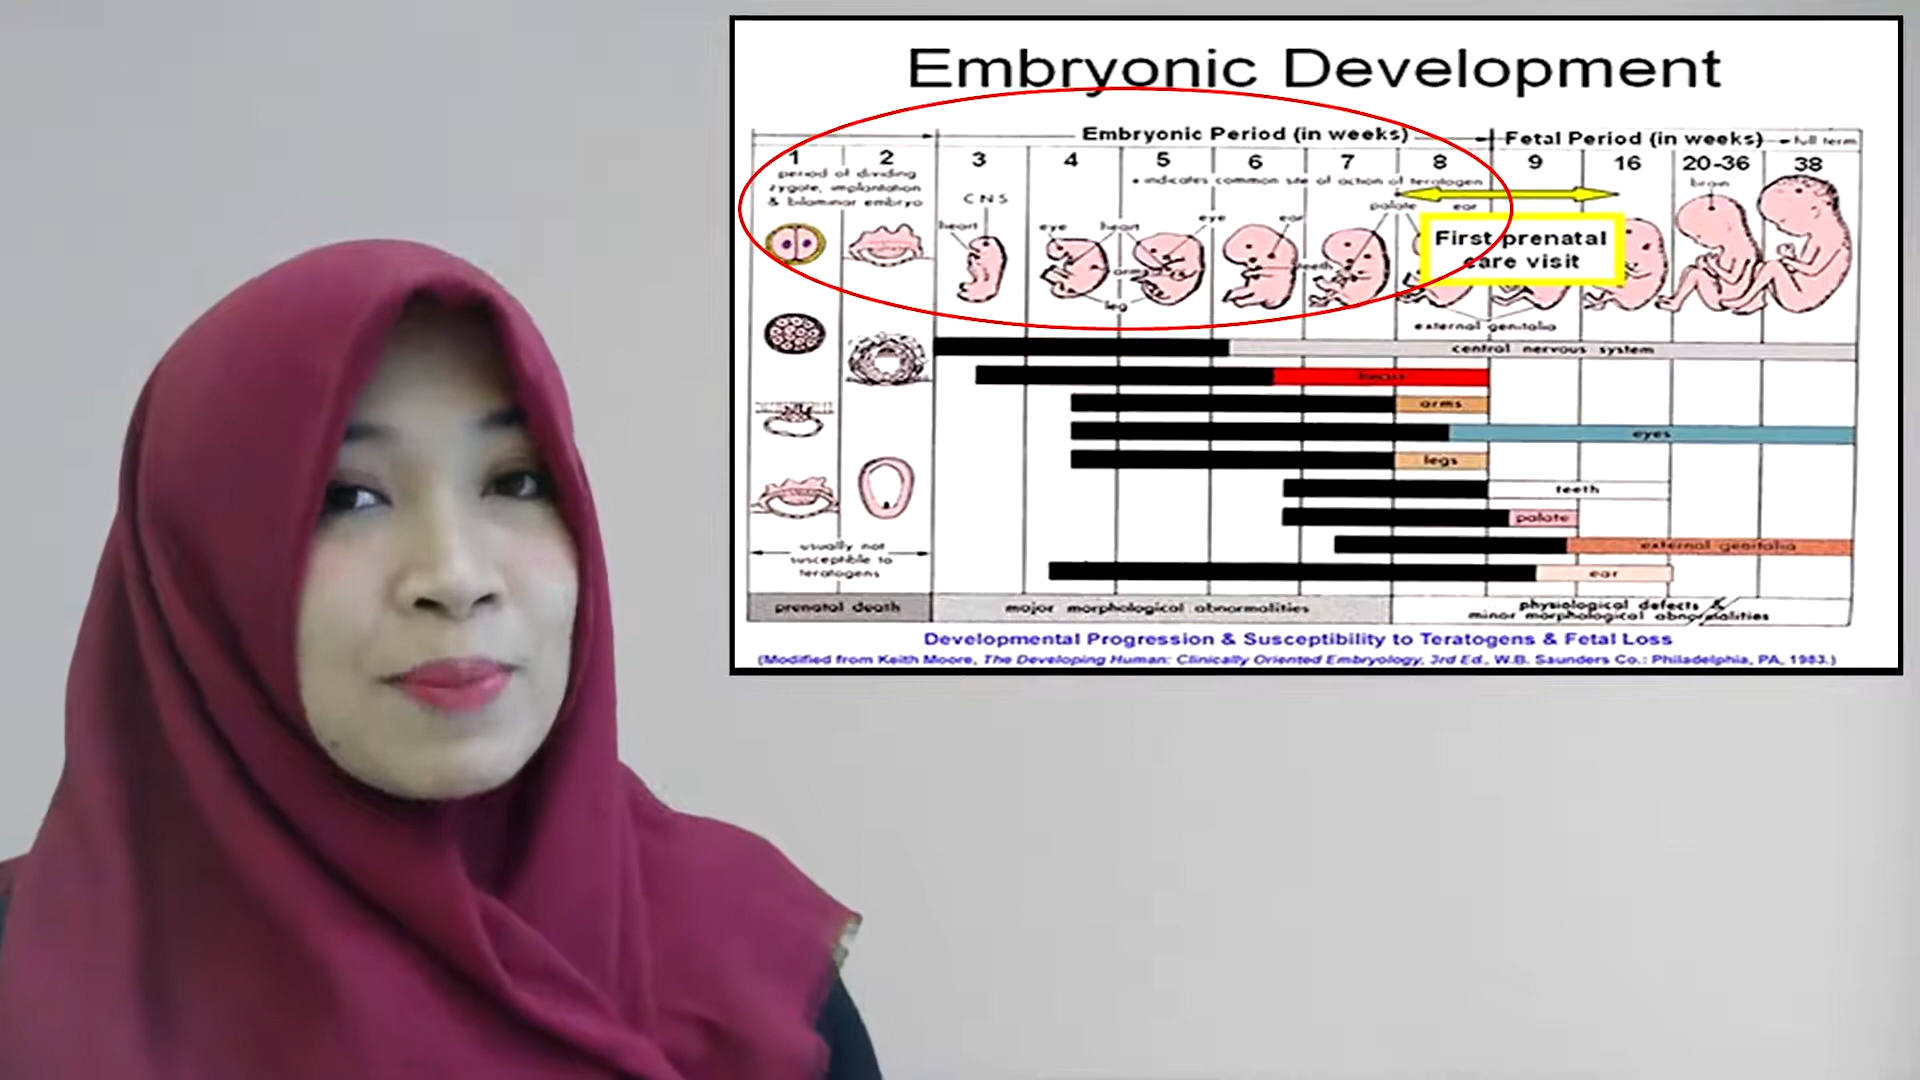 Embryonic Development
Embryonic Period (in weeks)
Fetal Period (in weeks)
full term
1
2
3
4
5
6
7
8
9
16
20-36
38
period of dividing
zygote, implantation
& bilaminar embryo
• indicates common site of action of teratogen
CNS
heart
eye
heart
eye
ear
palate
ear
brain
arm
leg
teeth
First prenatal
care visit
external genitalia
central nervous system
heart
arms
eyes
legs
teeth
palate
external genitalia
ear
usually not
susceptible to
teratogens
prenatal death
major morphological abnormalities
physiological defects &
minor morphological abnormalities
Developmental Progression & Susceptibility to Teratogens & Fetal Loss
(Modified from Keith Moore, The Developing Human: Clinically Oriented Embryology, 3rd Ed., W.B. Saunders Co.: Philadelphia, PA, 1983.)